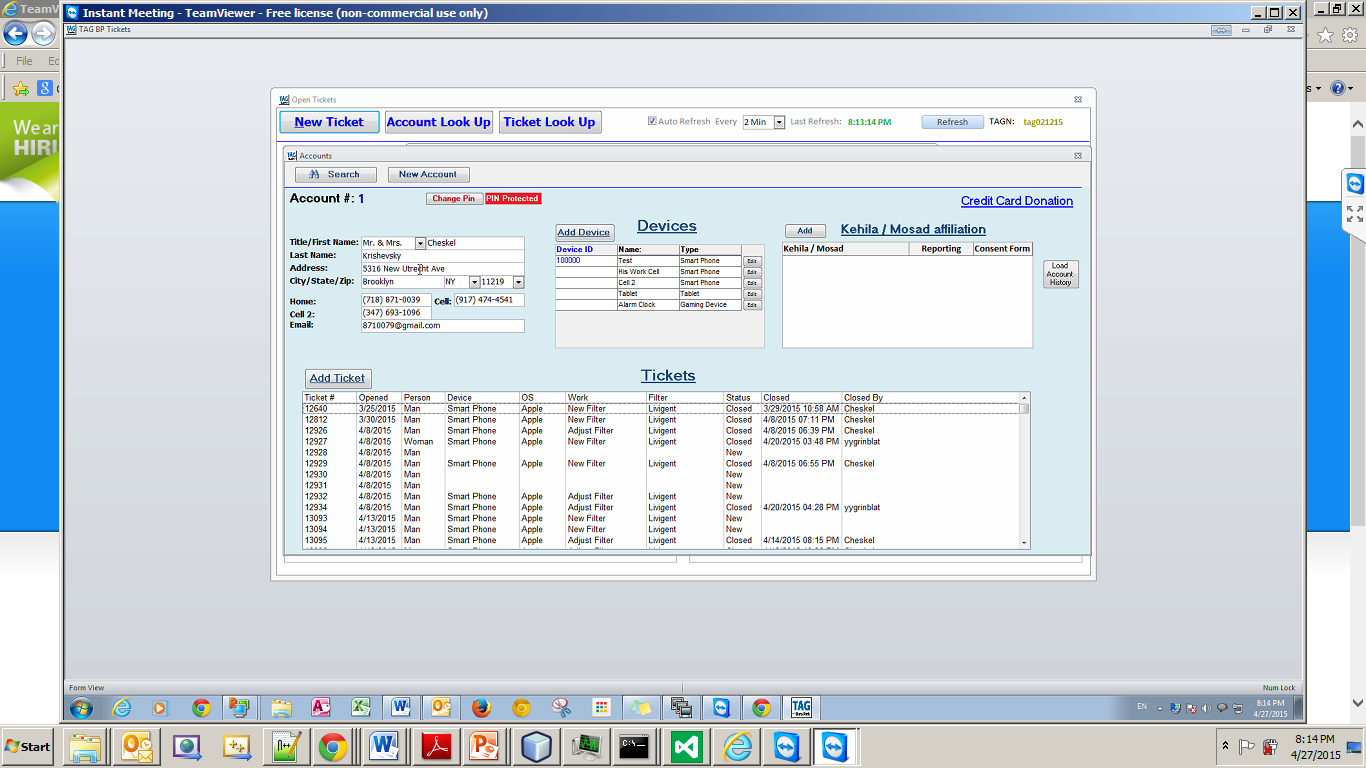 TeamV
Instant Meeting - TeamViewer - Free license (non-commercial use only)
TAG BP Tickets
File
We ar
HIRI
TAG Open Tickets
New Ticket Account Look Up Ticket Look Up Auto Refresh Every 2 Min Last Refresh: 8:13:14 PM Refresh TAGN: tag021215
TAG Accounts
Search New Account
Account #: 1 Change Pin PIN Protected Credit Card Donation
Add Device Devices Add Kehila / Mosad affiliation
Title/First Name: Mr. & Mrs. Cheskel
Last Name: Krishevsky
Address: 5316 New Utrecht Ave
City/State/Zip: Brooklyn NY 11219
Home: (718) 871-0039 Cell: (917) 474-4541
Cell 2: (347) 693-1096
Email: 8710079@gmail.com
Device ID Name: Type
100000 Test Smart Phone Edit
His Work Cell Smart Phone Edit
Cell 2 Smart Phone Edit
Tablet Tablet Edit
Alarm Clock Gaming Device Edit
Kehila / Mosad Reporting Consent Form
Load
Account
History
Add Ticket Tickets
Ticket # Opened Person Device OS Work Filter Status Closed Closed By
12640 3/25/2015 Man Smart Phone Apple New Filter Livigent Closed 3/29/2015 10:58 AM Cheskel
12812 3/30/2015 Man Smart Phone Apple New Filter Livigent Closed 4/8/2015 07:11 PM Cheskel
12926 4/8/2015 Man Smart Phone Apple Adjust Filter Livigent Closed 4/8/2015 06:39 PM Cheskel
12927 4/8/2015 Woman Smart Phone Apple New Filter Livigent Closed 4/20/2015 03:48 PM yygrinblat
12928 4/8/2015 Man New
12929 4/8/2015 Man Smart Phone Apple New Filter Livigent Closed 4/8/2015 06:55 PM Cheskel
12930 4/8/2015 Man New
12931 4/8/2015 Man New
12932 4/8/2015 Man Smart Phone Apple Adjust Filter Livigent New
12934 4/8/2015 Man Smart Phone Apple Adjust Filter Livigent Closed 4/20/2015 04:28 PM yygrinblat
13093 4/13/2015 Man Smart Phone Apple New Filter Livigent New
13094 4/13/2015 Man Smart Phone Apple New Filter Livigent New
13095 4/13/2015 Man Smart Phone Apple Adjust Filter Livigent Closed 4/14/2015 08:15 PM Cheskel
Form View Num Lock
TAG
EN 8:14 PM
4/27/2015
Start
8:14 PM
4/27/2015